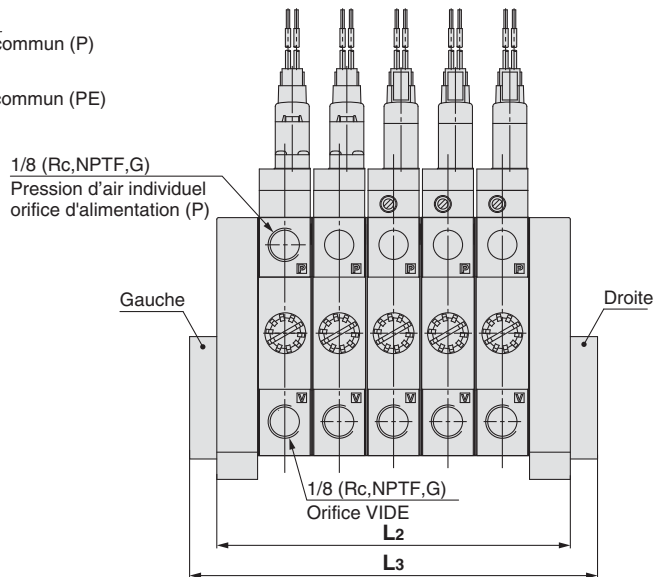 commun (P)
commun (PE)
1/8 (Rc,NPTF,G)
Pression d'air individuel
orifice d'alimentation (P)
P P P P P
Gauche
Droite
V V V V V
1/8 (Rc,NPTF,G)
Orifice VIDE
L2
L3